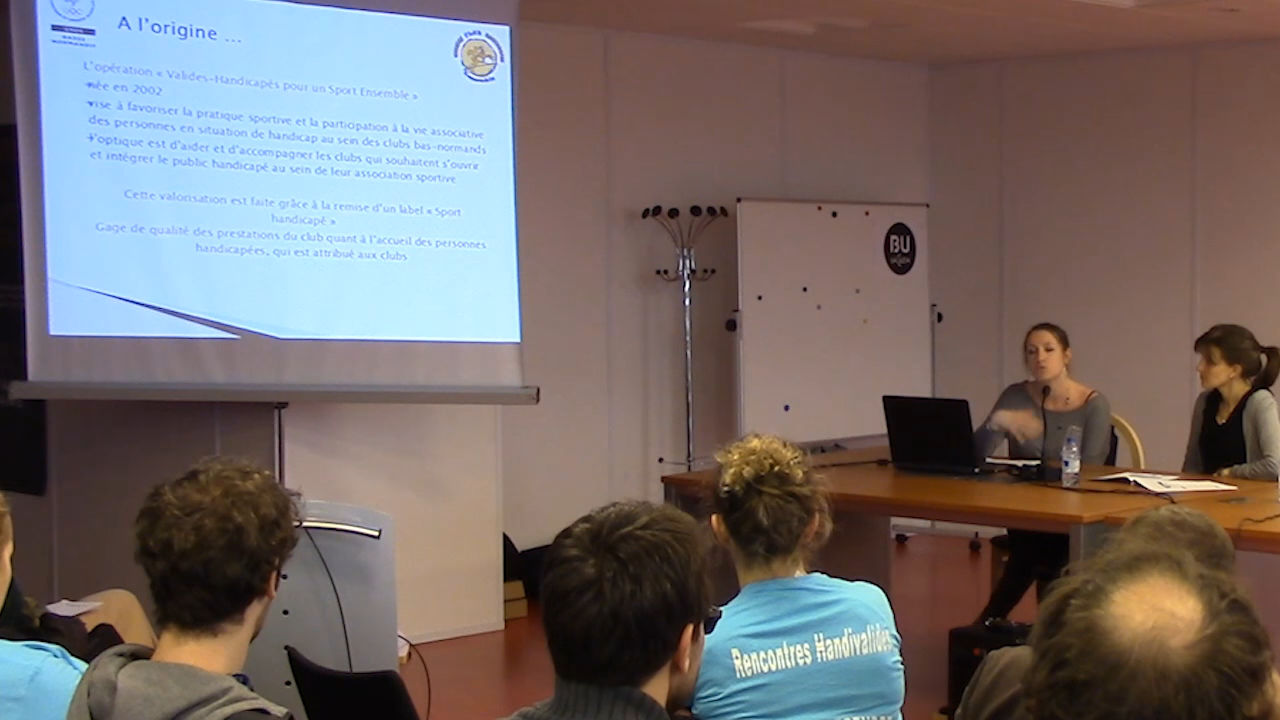 A l'origine ...
L'opération « Valides-Handicapés pour un Sport Ensemble »
née en 2002
vise à favoriser la pratique sportive et la participation à la vie associative
des personnes en situation de handicap au sein des clubs bas-normands
l'optique est d'aider et d'accompagner les clubs qui souhaitent s'ouvrir
et intégrer le public handicapé au sein de leur association sportive
Cette valorisation est faite grâce à la remise d'un label « Sport
handicapé »
Gage de qualité des prestations du club quant à l'accueil des personnes
handicapées, qui est attribué aux clubs
BU
Rencontres Handivalides